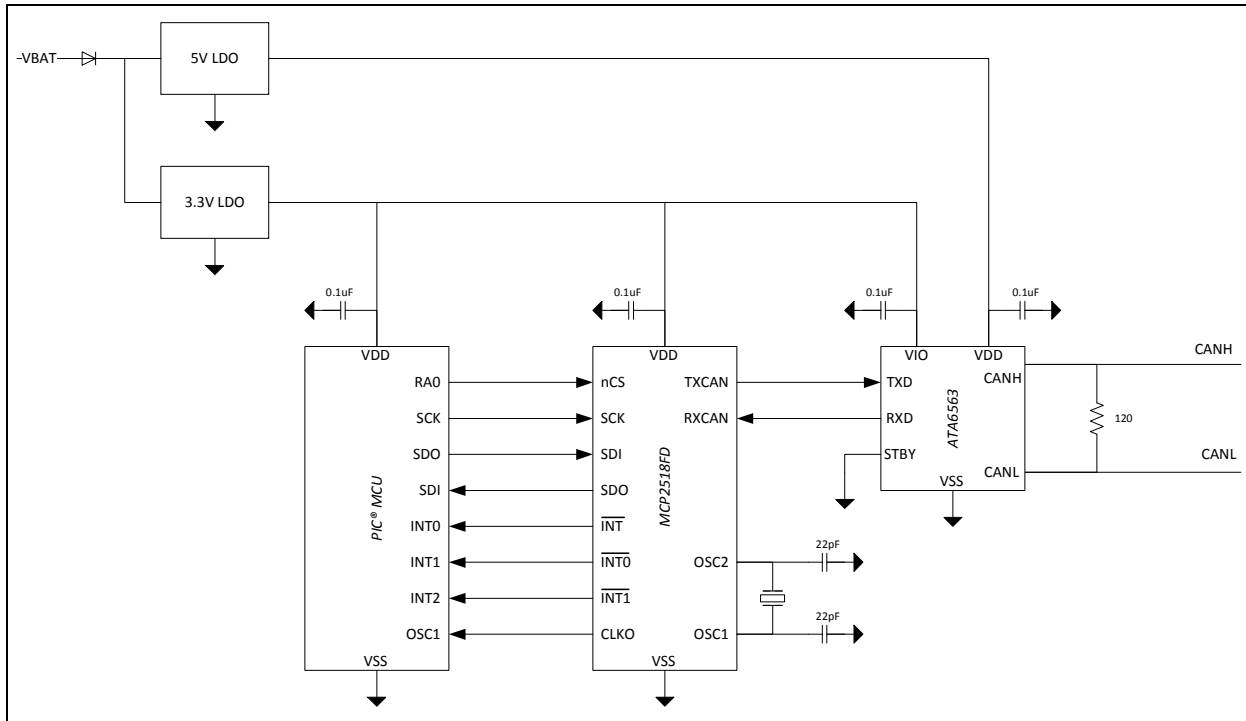 VBAT
5V LDO
3.3V LDO
0.1uF
0.1uF
0.1uF
0.1uF
VDD
RA0
SCK
SDO
SDI
INT0
INT1
INT2
OSC1
VSS
PIC® MCU
VDD
nCS
SCK
SDI
SDO
INT
INT0
INT1
CLKO
VSS
MCP2518FD
TXCAN
RXCAN
OSC2
OSC1
22pF
22pF
VIO
VDD
TXD
RXD
STBY
VSS
ATA6563
CANH
CANL
CANH
120
CANL